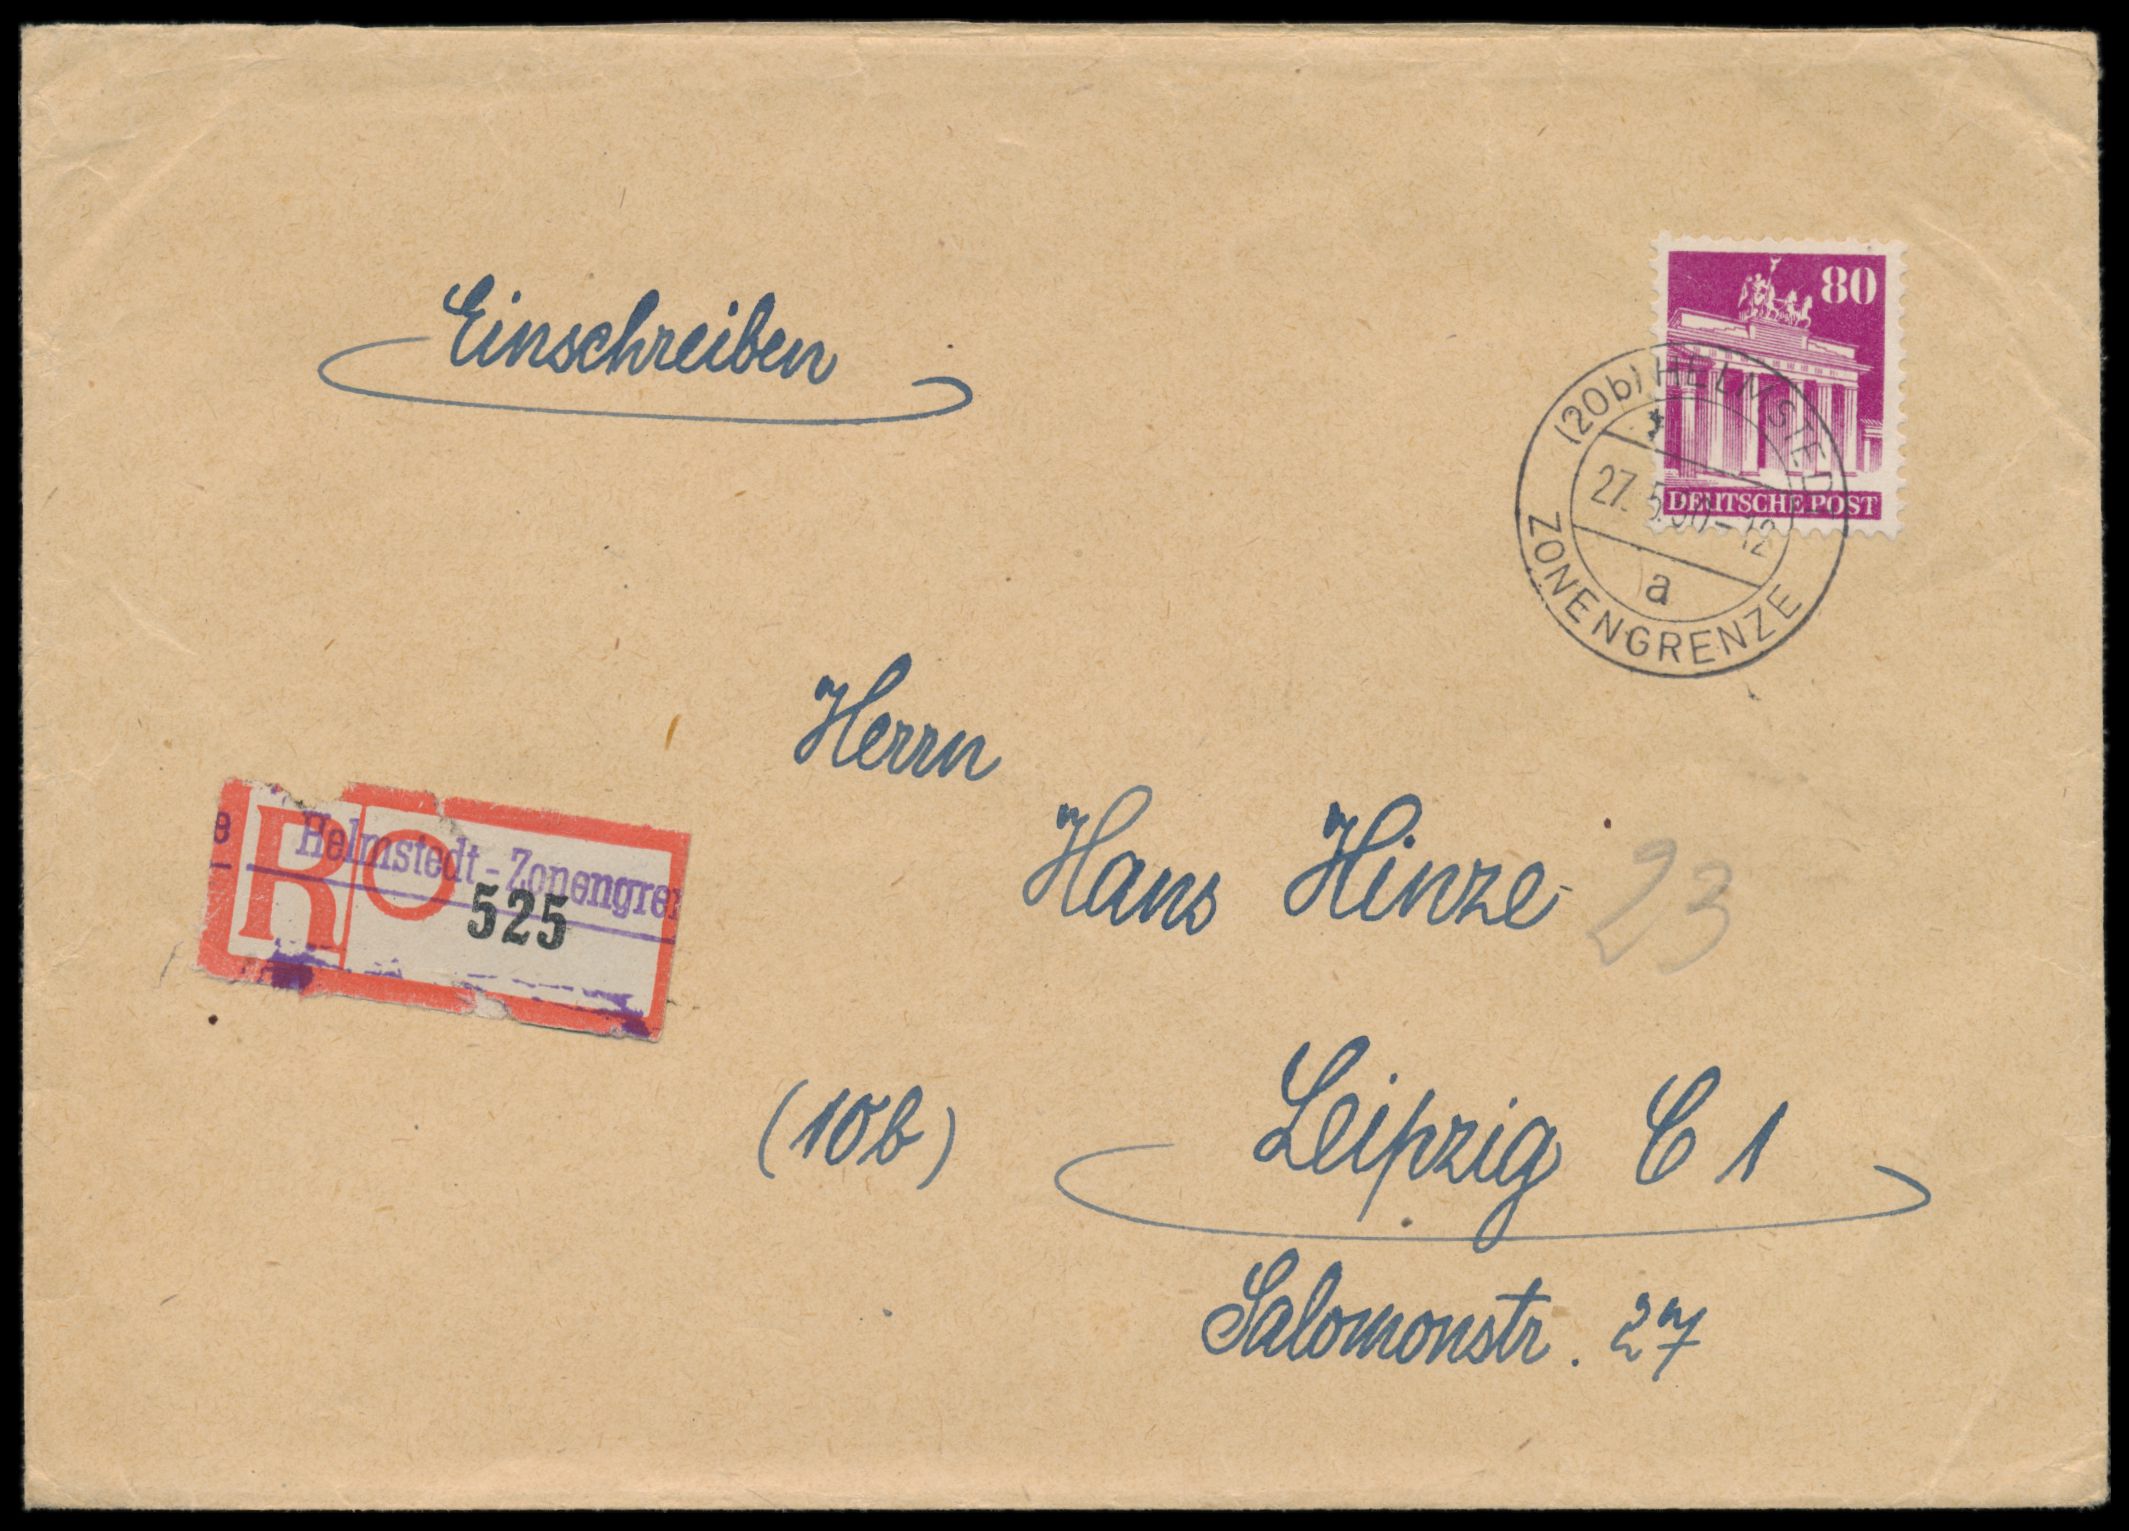 Einschreiben
80
DEUTSCHE POST
(20b) HELMSTEDT
27.5.50-12
a
ZONENGRENZE
Herrn
Hans Hinze
23
e Helmstedt-Zonengren
R
525
(10b) Leipzig C 1
Salomonstr. 27